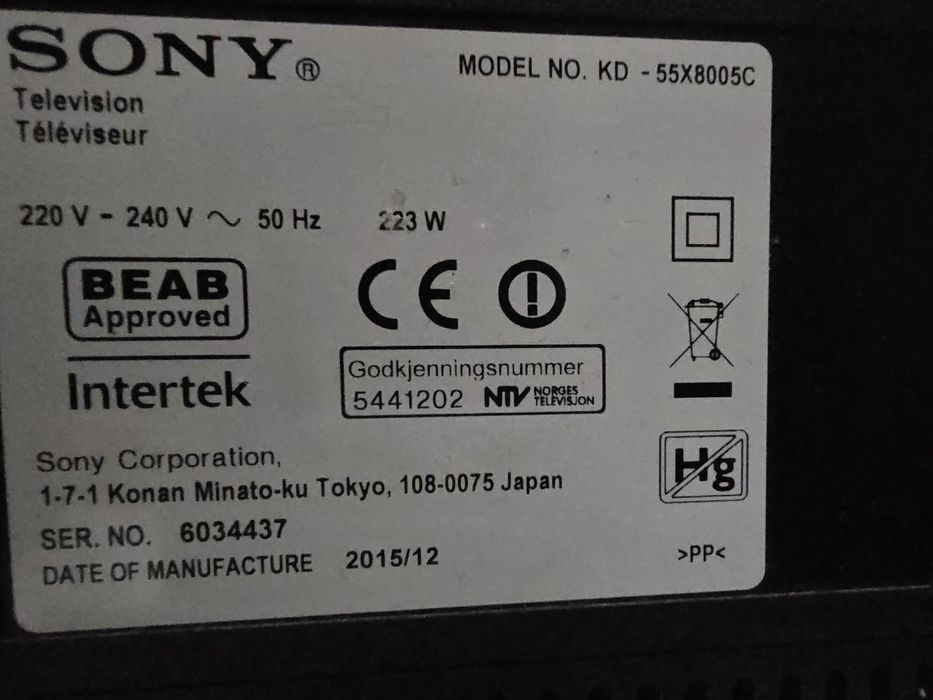 SONY®
MODEL NO. KD - 55X8005C
Television
Téléviseur
220 V - 240 V ~ 50 Hz 223 W
BEAB
Approved
Intertek
CE
Godkjenningsnummer
5441202 NTV NORGES
TELEVISJON
Hg
Sony Corporation,
1-7-1 Konan Minato-ku Tokyo, 108-0075 Japan
SER. NO. 6034437
DATE OF MANUFACTURE 2015/12
>PP<